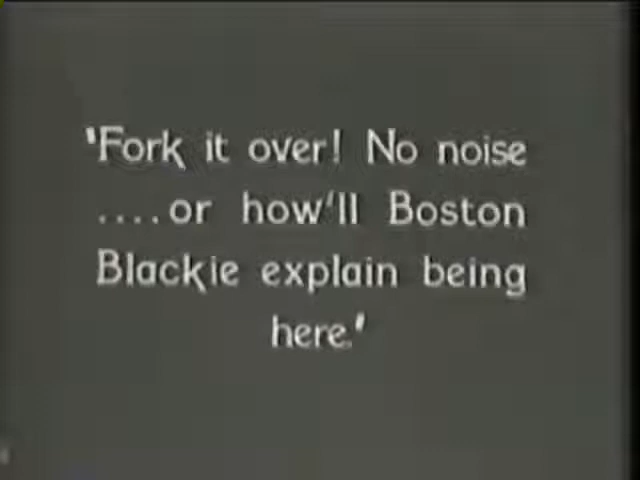 'Fork it over! No noise
....or how'll Boston
Blackie explain being
here.'